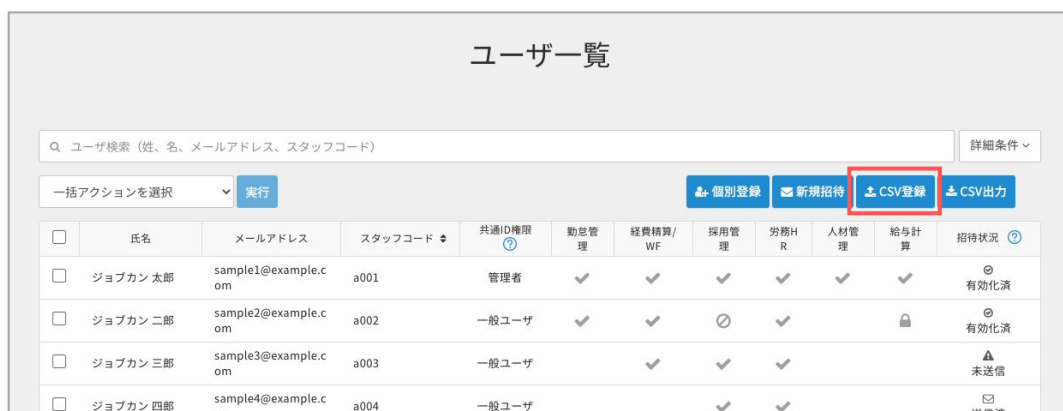 ユーザ一覧
ユーザ検索（姓、名、メールアドレス、スタッフコード）
詳細条件
一括アクションを選択 実行 個別登録 新規招待 CSV登録 CSV出力
氏名 メールアドレス スタッフコード 共通ID権限 ? 勤怠管理 経費精算/WF 採用管理 労務HR 人材管理 給与計算 招待状況 ?
ジョブカン 太郎 sample1@example.com a001 管理者 有効化済
ジョブカン 二郎 sample2@example.com a002 一般ユーザ 有効化済
ジョブカン 三郎 sample3@example.com a003 一般ユーザ 未送信
ジョブカン 四郎 sample4@example.c a004 一般ユーザ